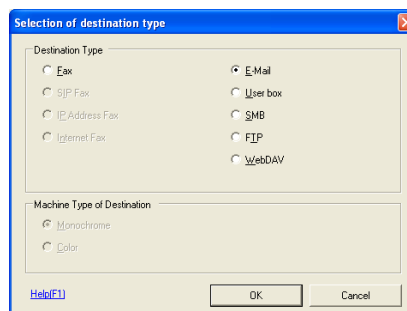 Selection of destination type
Destination Type
Fax
SIP Fax
IP Address Fax
Internet Fax
E-Mail
User box
SMB
FTP
WebDAV
Machine Type of Destination
Monochrome
Color
Help(F1)
OK
Cancel